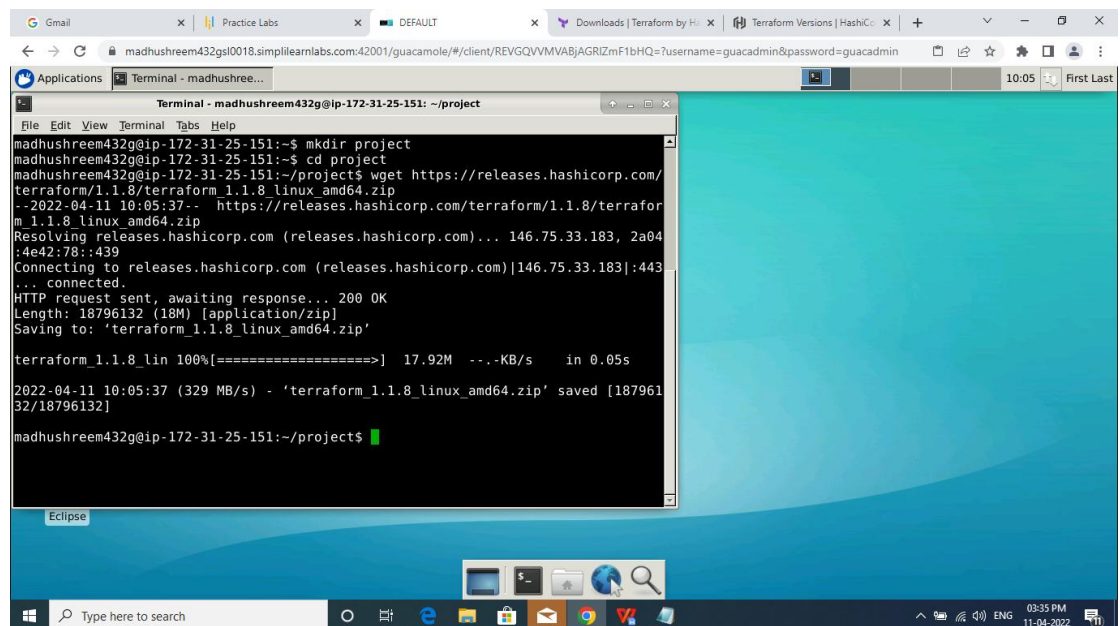 Gmail
Practice Labs
DEFAULT
Downloads | Terraform by Ha
Terraform Versions | HashiCo
madhushreem432gsl0018.simplilearnlabs.com:42001/guacamole/#/client/REVGQVVMVABjAGRlZmF1bHQ=?username=guacadmin&password=guacadmin
Applications
Terminal - madhushree...
10:05
First Last
Terminal - madhushreem432g@ip-172-31-25-151: ~/project
File Edit View Terminal Tabs Help
madhushreem432g@ip-172-31-25-151:~$ mkdir project
madhushreem432g@ip-172-31-25-151:~$ cd project
madhushreem432g@ip-172-31-25-151:~/project$ wget https://releases.hashicorp.com/
terraform/1.1.8/terraform_1.1.8_linux_amd64.zip
--2022-04-11 10:05:37--  https://releases.hashicorp.com/terraform/1.1.8/terrafor
m_1.1.8_linux_amd64.zip
Resolving releases.hashicorp.com (releases.hashicorp.com)... 146.75.33.183, 2a04
:4e42:78::439
Connecting to releases.hashicorp.com (releases.hashicorp.com)|146.75.33.183|:443
... connected.
HTTP request sent, awaiting response... 200 OK
Length: 18796132 (18M) [application/zip]
Saving to: ‘terraform_1.1.8_linux_amd64.zip’
terraform_1.1.8_lin 100%[===================>]  17.92M  --.-KB/s    in 0.05s
2022-04-11 10:05:37 (329 MB/s) - ‘terraform_1.1.8_linux_amd64.zip’ saved [187961
32/18796132]
madhushreem432g@ip-172-31-25-151:~/project$
Eclipse
Type here to search
ENG
03:35 PM
11-04-2022